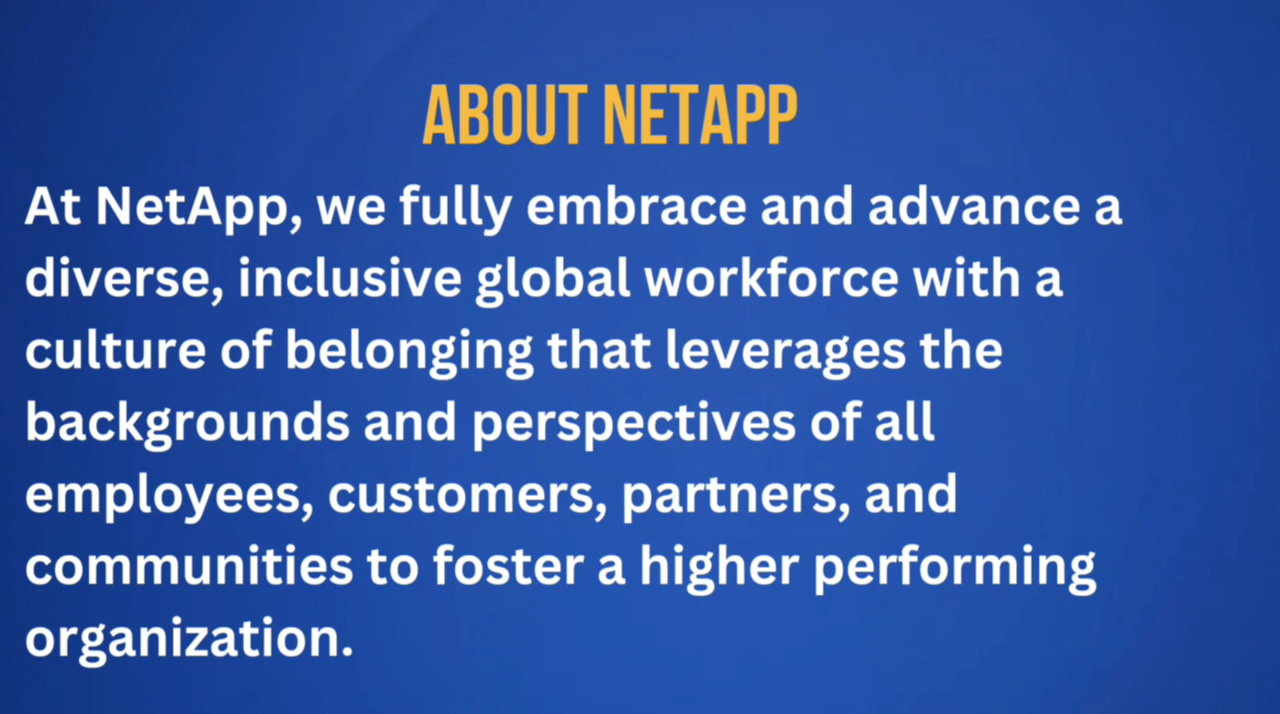 ABOUT NETAPP
At NetApp, we fully embrace and advance a
diverse, inclusive global workforce with a
culture of belonging that leverages the
backgrounds and perspectives of all
employees, customers, partners, and
communities to foster a higher performing
organization.